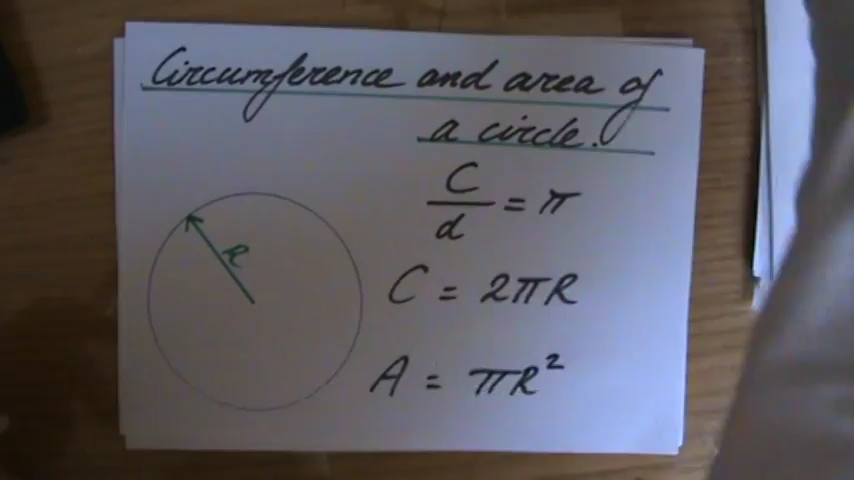 Circumference and area of
a circle.
C/d = π
R
C = 2πR
A = πR²